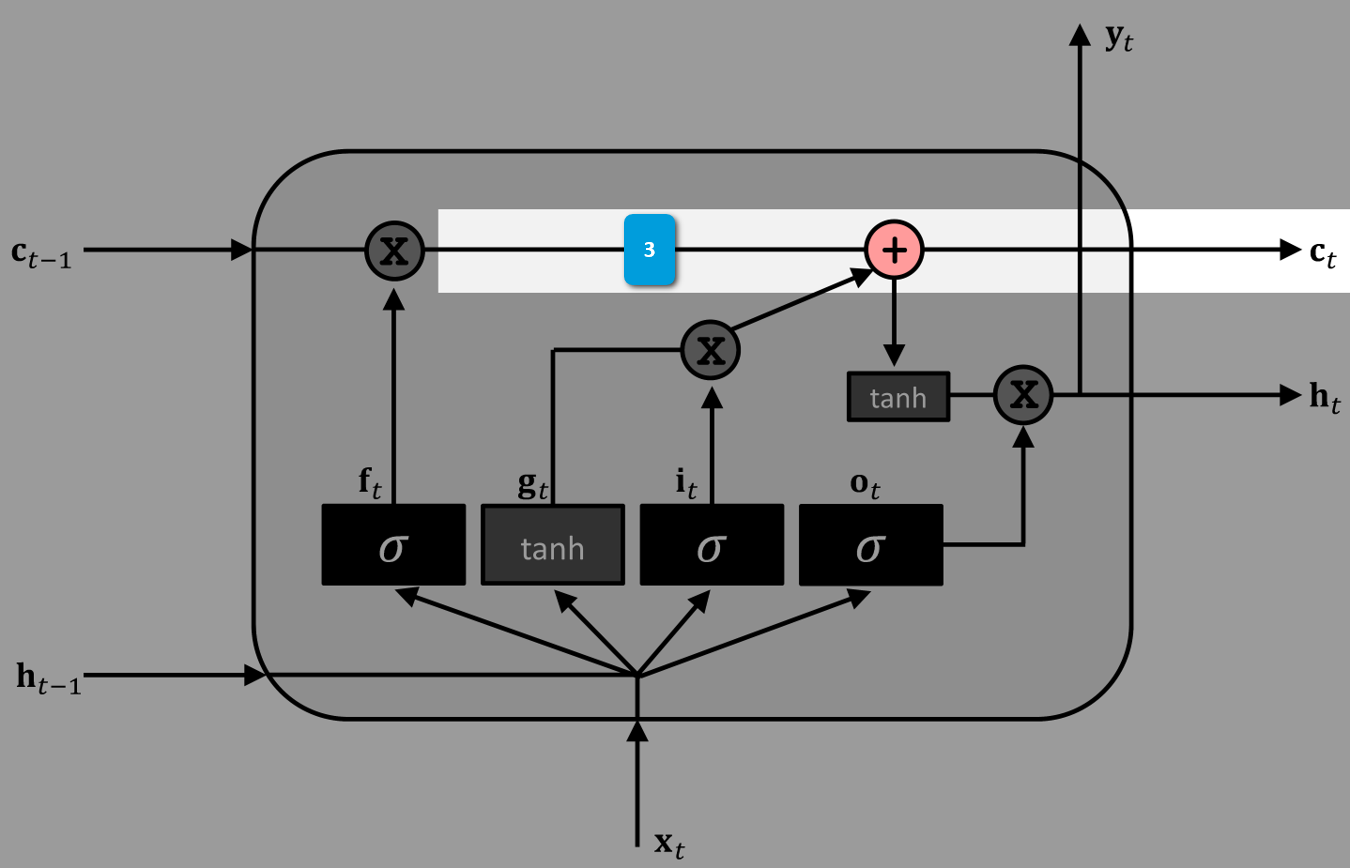 y_t
c_{t−1}
X
3
+
c_t
X
tanh
X
h_t
f_t
g_t
i_t
o_t
σ
tanh
σ
σ
h_{t−1}
x_t